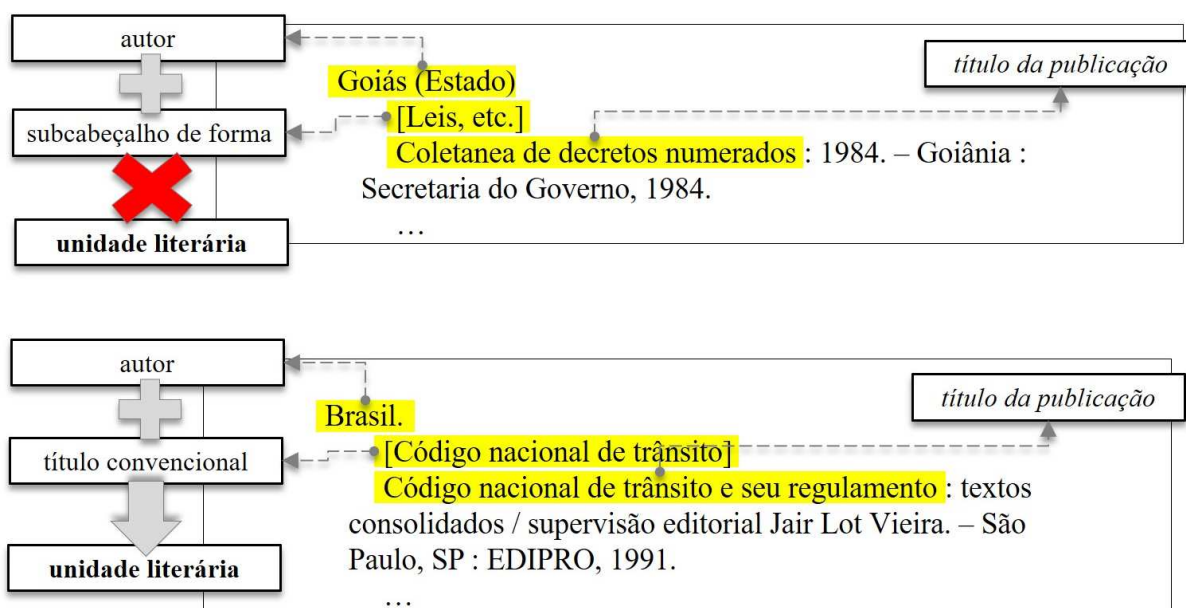 autor
título da publicação
Goiás (Estado)
[Leis, etc.]
subcabeçalho de forma
Coletanea de decretos numerados : 1984. – Goiânia :
Secretaria do Governo, 1984.
unidade literária
…
autor
título da publicação
Brasil.
[Código nacional de trânsito]
título convencional
Código nacional de trânsito e seu regulamento : textos
consolidados / supervisão editorial Jair Lot Vieira. – São
Paulo, SP : EDIPRO, 1991.
unidade literária
…